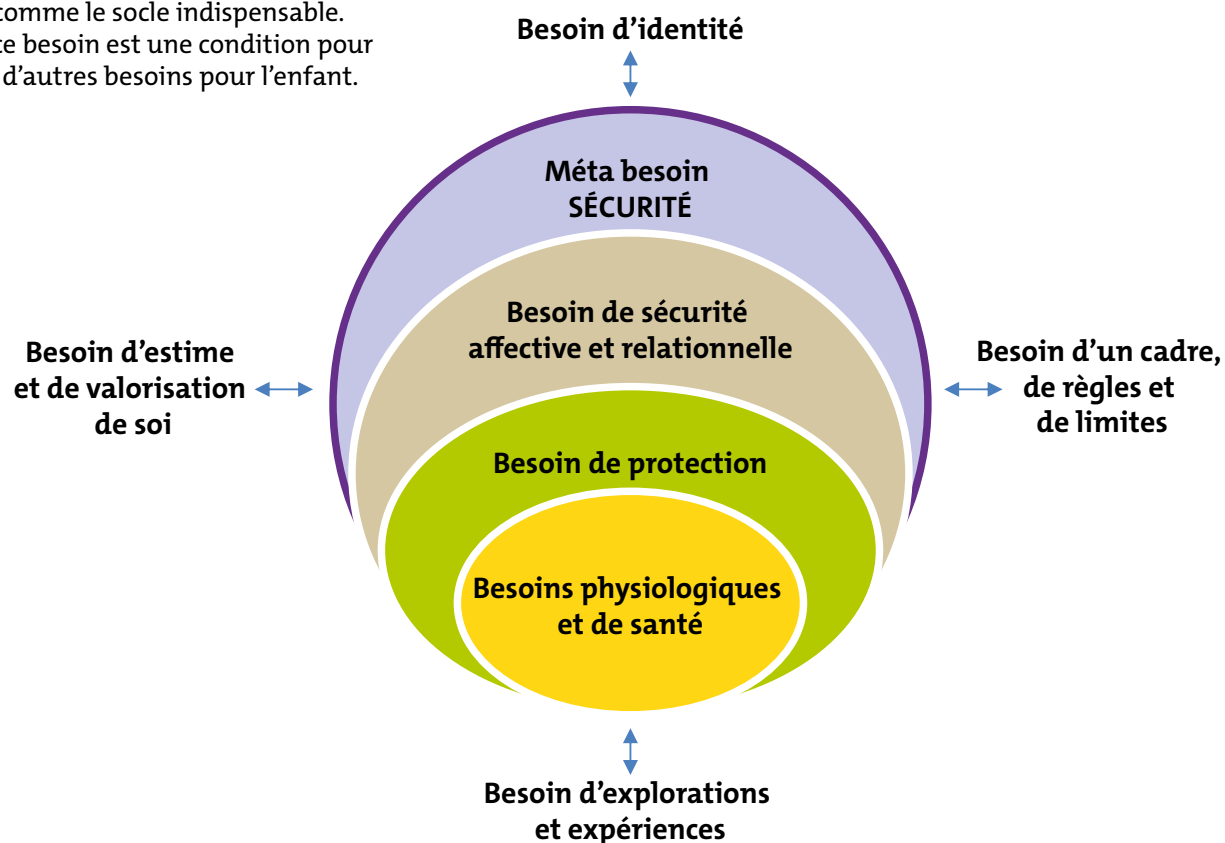 comme le socle indispensable.
ce besoin est une condition pour
d’autres besoins pour l’enfant.
Besoin d’identité
Méta besoin
SÉCURITÉ
Besoin de sécurité
affective et relationnelle
Besoin d’estime
et de valorisation
de soi
Besoin d’un cadre,
de règles et
de limites
Besoin de protection
Besoins physiologiques
et de santé
Besoin d’explorations
et expériences